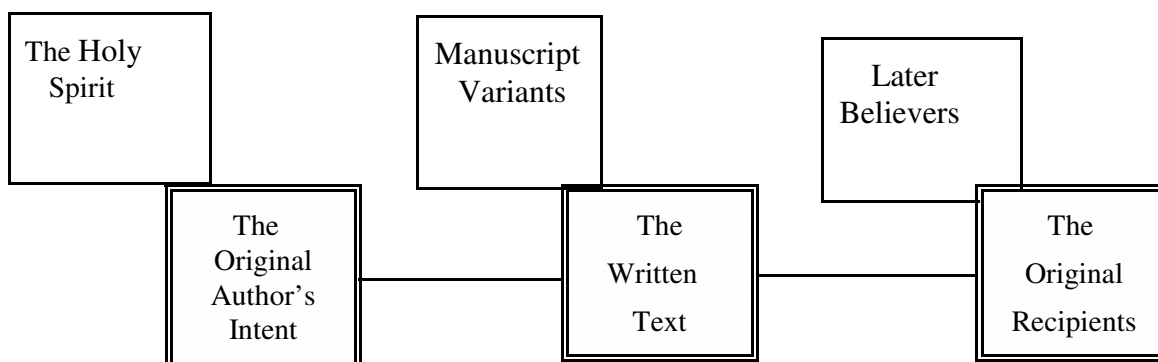 The Holy
Spirit
Manuscript
Variants
Later
Believers
The
Original
Author’s
Intent
The
Written
Text
The
Original
Recipients